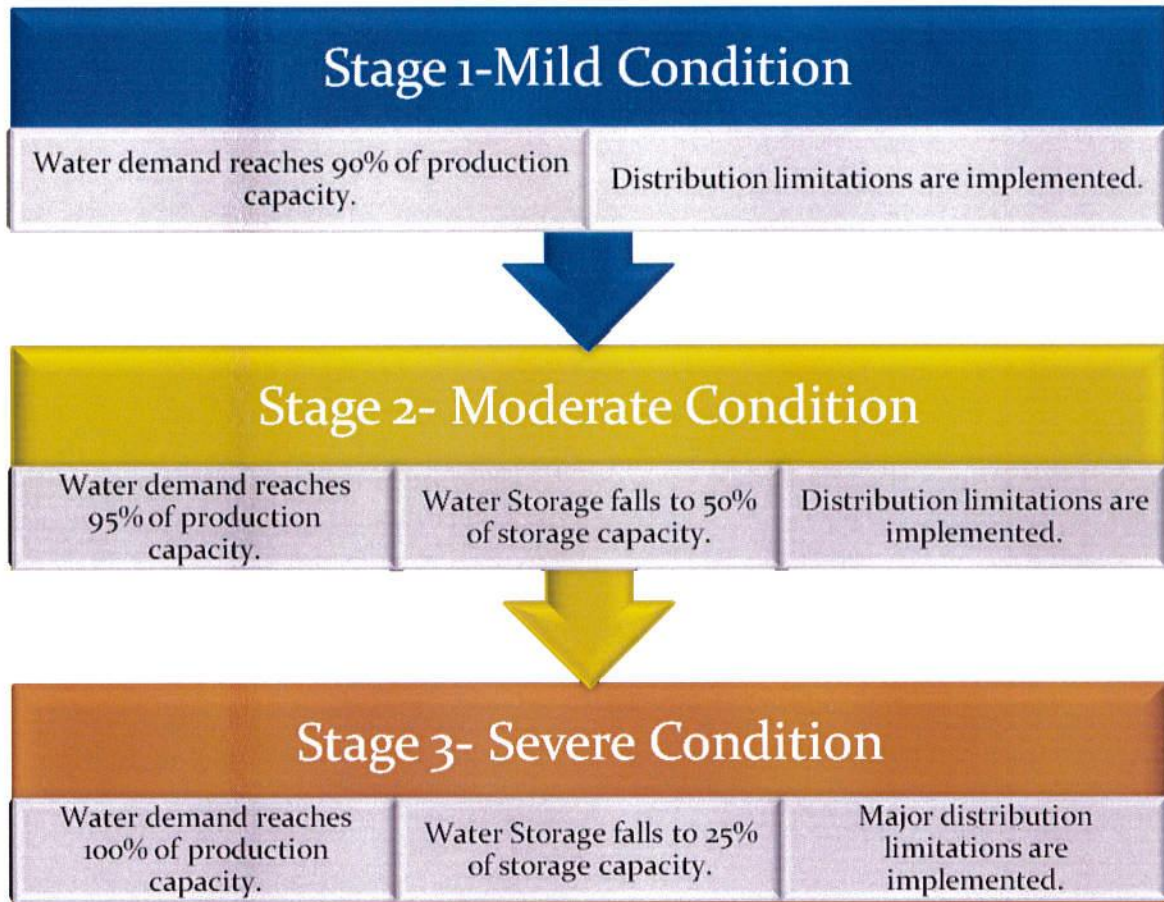 Stage 1-Mild Condition
Water demand reaches 90% of production
capacity.
Distribution limitations are implemented.
Stage 2- Moderate Condition
Water demand reaches
95% of production
capacity.
Water Storage falls to 50%
of storage capacity.
Distribution limitations are
implemented.
Stage 3- Severe Condition
Water demand reaches
100% of production
capacity.
Water Storage falls to 25%
of storage capacity.
Major distribution
limitations are
implemented.